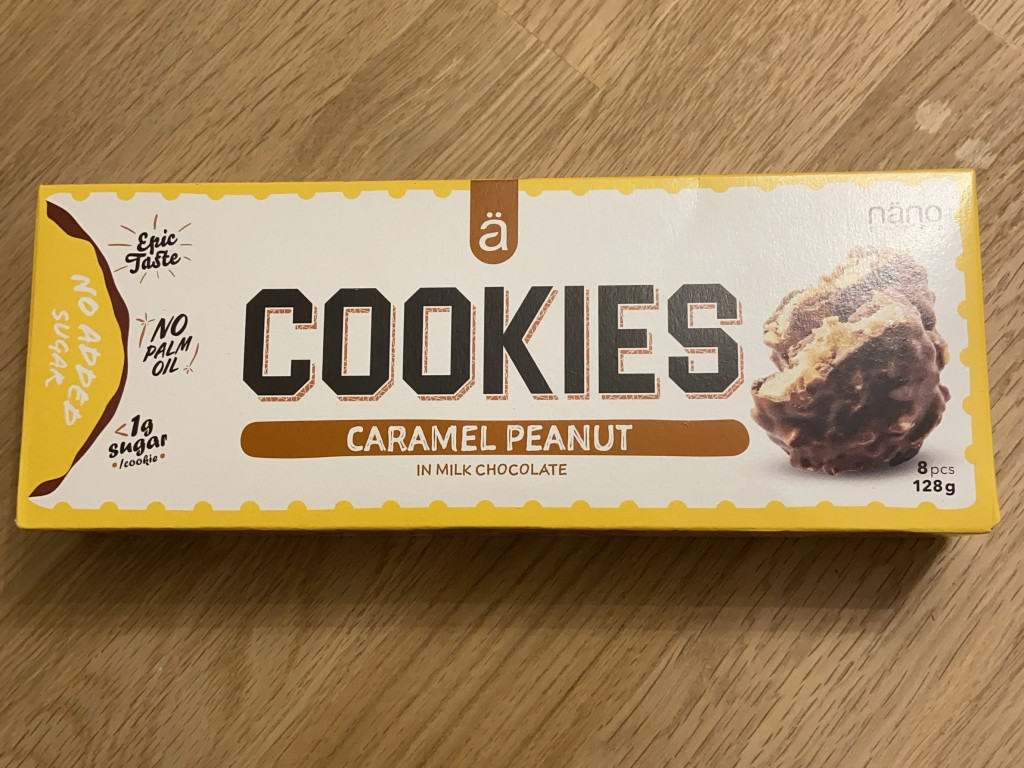 ä
näno
Epic
Taste
NO ADDED
SUGAR
NO
PALM
OIL
<1g
sugar
/cookie
COOKIES
CARAMEL PEANUT
IN MILK CHOCOLATE
8 pcs
128g